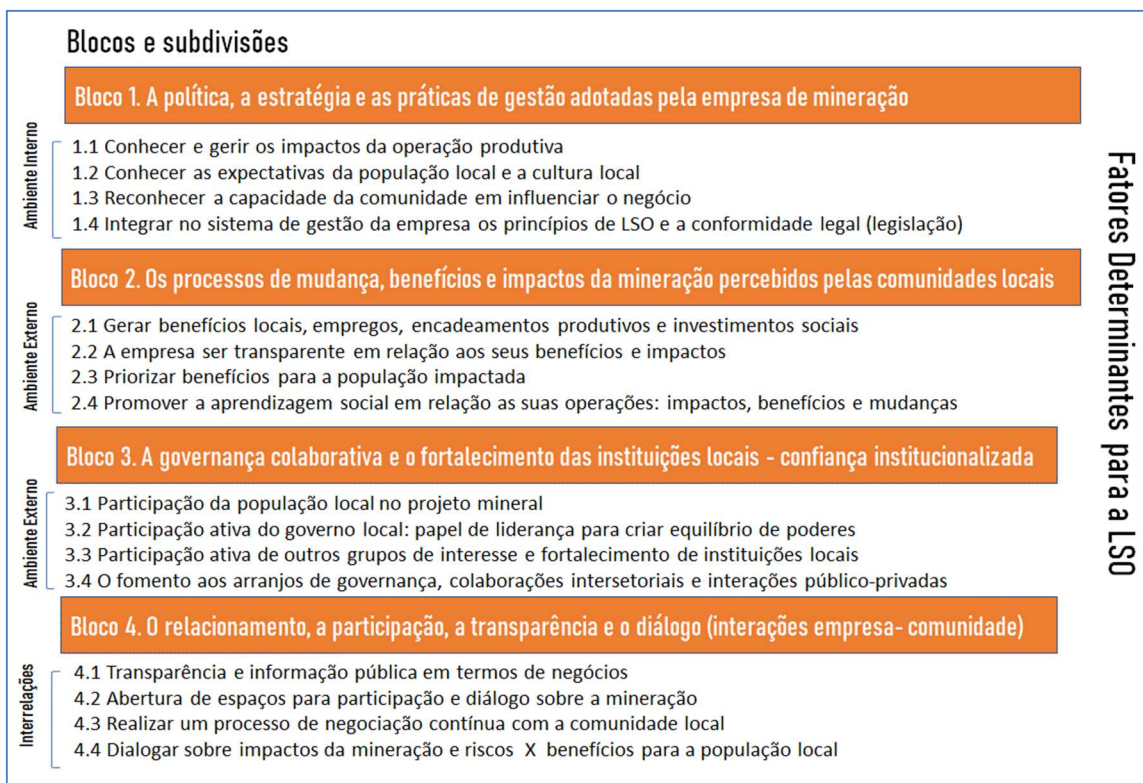 Blocos e subdivisões
Bloco 1. A política, a estratégia e as práticas de gestão adotadas pela empresa de mineração
Ambiente Interno
1.1 Conhecer e gerir os impactos da operação produtiva
1.2 Conhecer as expectativas da população local e a cultura local
1.3 Reconhecer a capacidade da comunidade em influenciar o negócio
1.4 Integrar no sistema de gestão da empresa os princípios de LSO e a conformidade legal (legislação)
Bloco 2. Os processos de mudança, benefícios e impactos da mineração percebidos pelas comunidades locais
Ambiente Externo
2.1 Gerar benefícios locais, empregos, encadeamentos produtivos e investimentos sociais
2.2 A empresa ser transparente em relação aos seus benefícios e impactos
2.3 Priorizar benefícios para a população impactada
2.4 Promover a aprendizagem social em relação as suas operações: impactos, benefícios e mudanças
Bloco 3. A governança colaborativa e o fortalecimento das instituições locais - confiança institucionalizada
Ambiente Externo
3.1 Participação da população local no projeto mineral
3.2 Participação ativa do governo local: papel de liderança para criar equilíbrio de poderes
3.3 Participação ativa de outros grupos de interesse e fortalecimento de instituições locais
3.4 O fomento aos arranjos de governança, colaborações intersetoriais e interações público-privadas
Bloco 4. O relacionamento, a participação, a transparência e o diálogo (interações empresa- comunidade)
Interrelações
4.1 Transparência e informação pública em termos de negócios
4.2 Abertura de espaços para participação e diálogo sobre a mineração
4.3 Realizar um processo de negociação contínua com a comunidade local
4.4 Dialogar sobre impactos da mineração e riscos X benefícios para a população local
Fatores Determinantes para a LSO